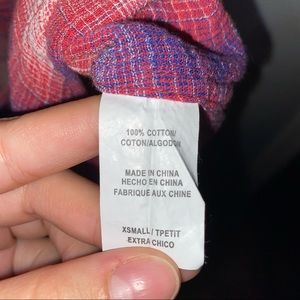 100% COTTON/
COTON/ALGODON
MADE IN CHINA
HECHO EN CHINA
FABRIQUE AUX CHINE
XSMALL/TPETIT
EXTRA CHICO